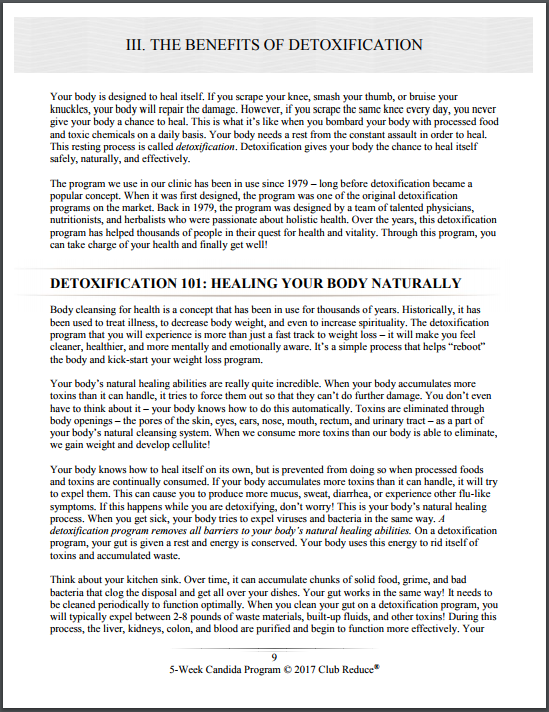 III. THE BENEFITS OF DETOXIFICATION
Your body is designed to heal itself. If you scrape your knee, smash your thumb, or bruise your
knuckles, your body will repair the damage. However, if you scrape the same knee every day, you never
give your body a chance to heal. This is what it's like when you bombard your body with processed food
and toxic chemicals on a daily basis. Your body needs a rest from the constant assault in order to heal.
This resting process is called detoxification. Detoxification gives your body the chance to heal itself
safely, naturally, and effectively.
The program we use in our clinic has been in use since 1979 – long before detoxification became a
popular concept. When it was first designed, the program was one of the original detoxification
programs on the market. Back in 1979, the program was designed by a team of talented physicians,
nutritionists, and herbalists who were passionate about holistic health. Over the years, this detoxification
program has helped thousands of people in their quest for health and vitality. Through this program, you
can take charge of your health and finally get well!
DETOXIFICATION 101: HEALING YOUR BODY NATURALLY
Body cleansing for health is a concept that has been in use for thousands of years. Historically, it has
been used to treat illness, to decrease body weight, and even to increase spirituality. The detoxification
program that you will experience is more than just a fast track to weight loss – it will make you feel
cleaner, healthier, and more mentally and emotionally aware. It's a simple process that helps "reboot"
the body and kick-start your weight loss program.
Your body's natural healing abilities are really quite incredible. When your body accumulates more
toxins than it can handle, it tries to force them out so that they can't do further damage. You don't even
have to think about it – your body knows how to do this automatically. Toxins are eliminated through
body openings – the pores of the skin, eyes, ears, nose, mouth, rectum, and urinary tract – as a part of
your body's natural cleansing system. When we consume more toxins than our body is able to eliminate,
we gain weight and develop cellulite!
Your body knows how to heal itself on its own, but is prevented from doing so when processed foods
and toxins are continually consumed. If your body accumulates more toxins than it can handle, it will try
to expel them. This can cause you to produce more mucus, sweat, diarrhea, or experience other flu-like
symptoms. If this happens while you are detoxifying, don't worry! This is your body's natural healing
process. When you get sick, your body tries to expel viruses and bacteria in the same way. A
detoxification program removes all barriers to your body's natural healing abilities. On a detoxification
program, your gut is given a rest and energy is conserved. Your body uses this energy to rid itself of
toxins and accumulated waste.
Think about your kitchen sink. Over time, it can accumulate chunks of solid food, grime, and bad
bacteria that clog the disposal and get all over your dishes. Your gut works in the same way! It needs to
be cleaned periodically to function optimally. When you clean your gut on a detoxification program, you
will typically expel between 2-8 pounds of waste materials, built-up fluids, and other toxins! During this
process, the liver, kidneys, colon, and blood are purified and begin to function more effectively. Your
9
5-Week Candida Program © 2017 Club Reduce®